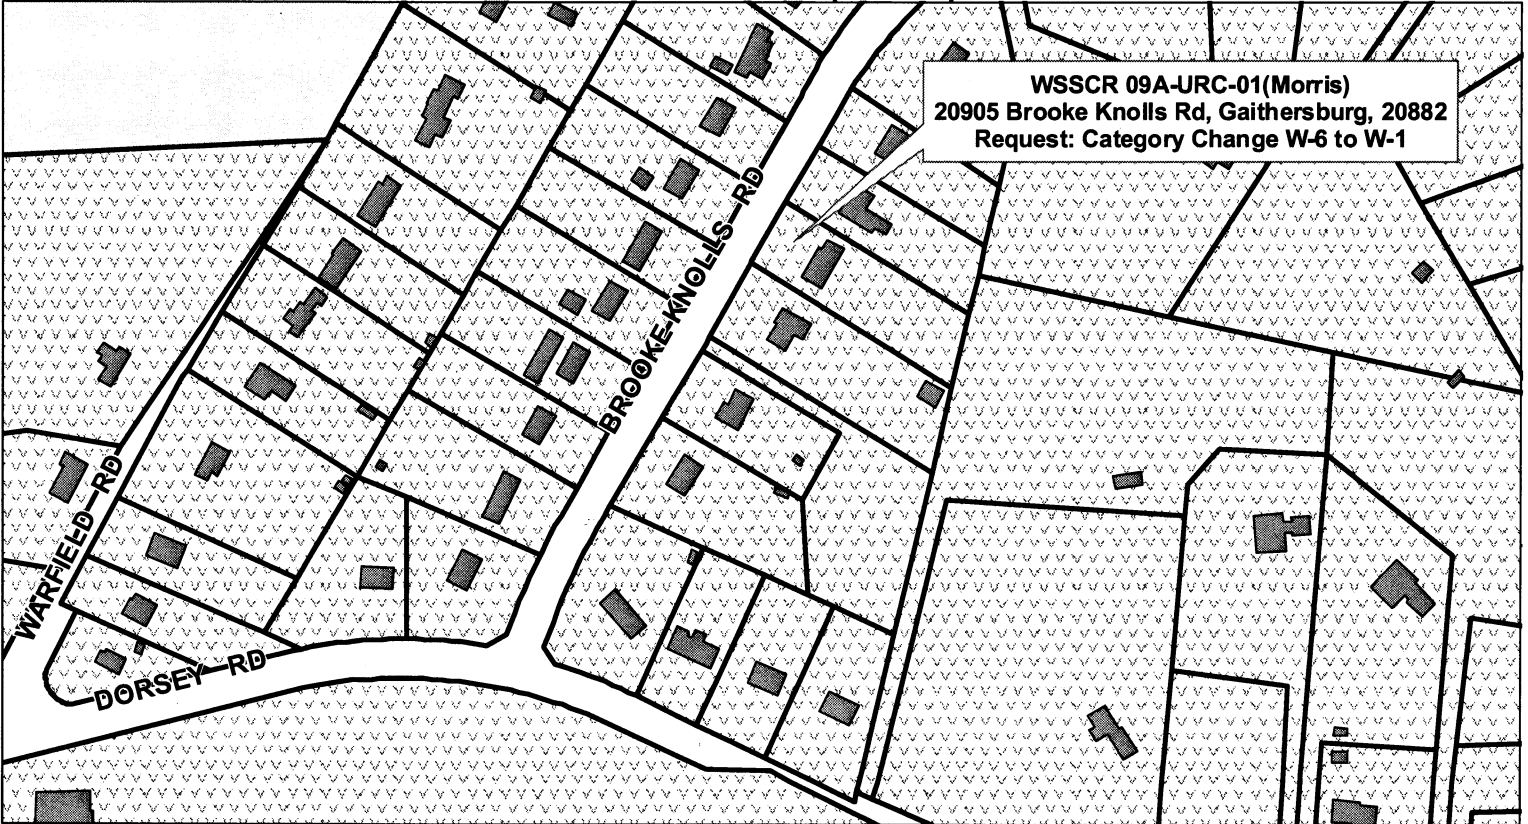 WSSCR 09A-URC-01(Morris)
20905 Brooke Knolls Rd, Gaithersburg, 20882
Request: Category Change W-6 to W-1
BROOKE KNOLLS RD
WARFIELD RD
DORSEY RD